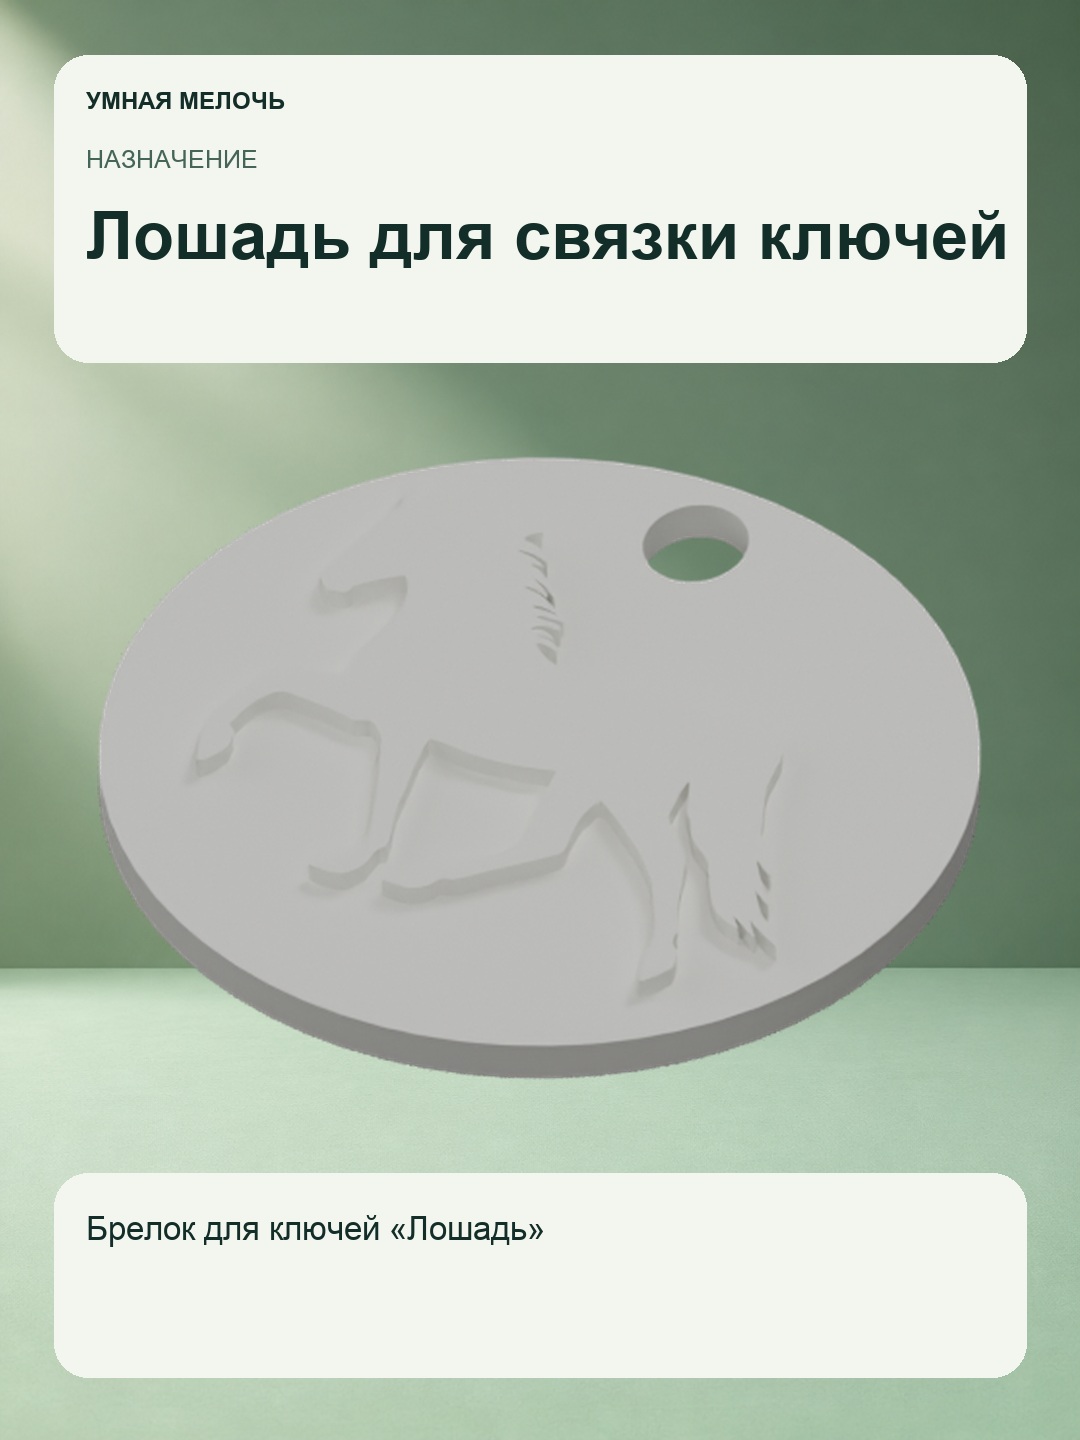 УМНАЯ МЕЛОЧЬ
НАЗНАЧЕНИЕ
Лошадь для связки ключей
Брелок для ключей «Лошадь»